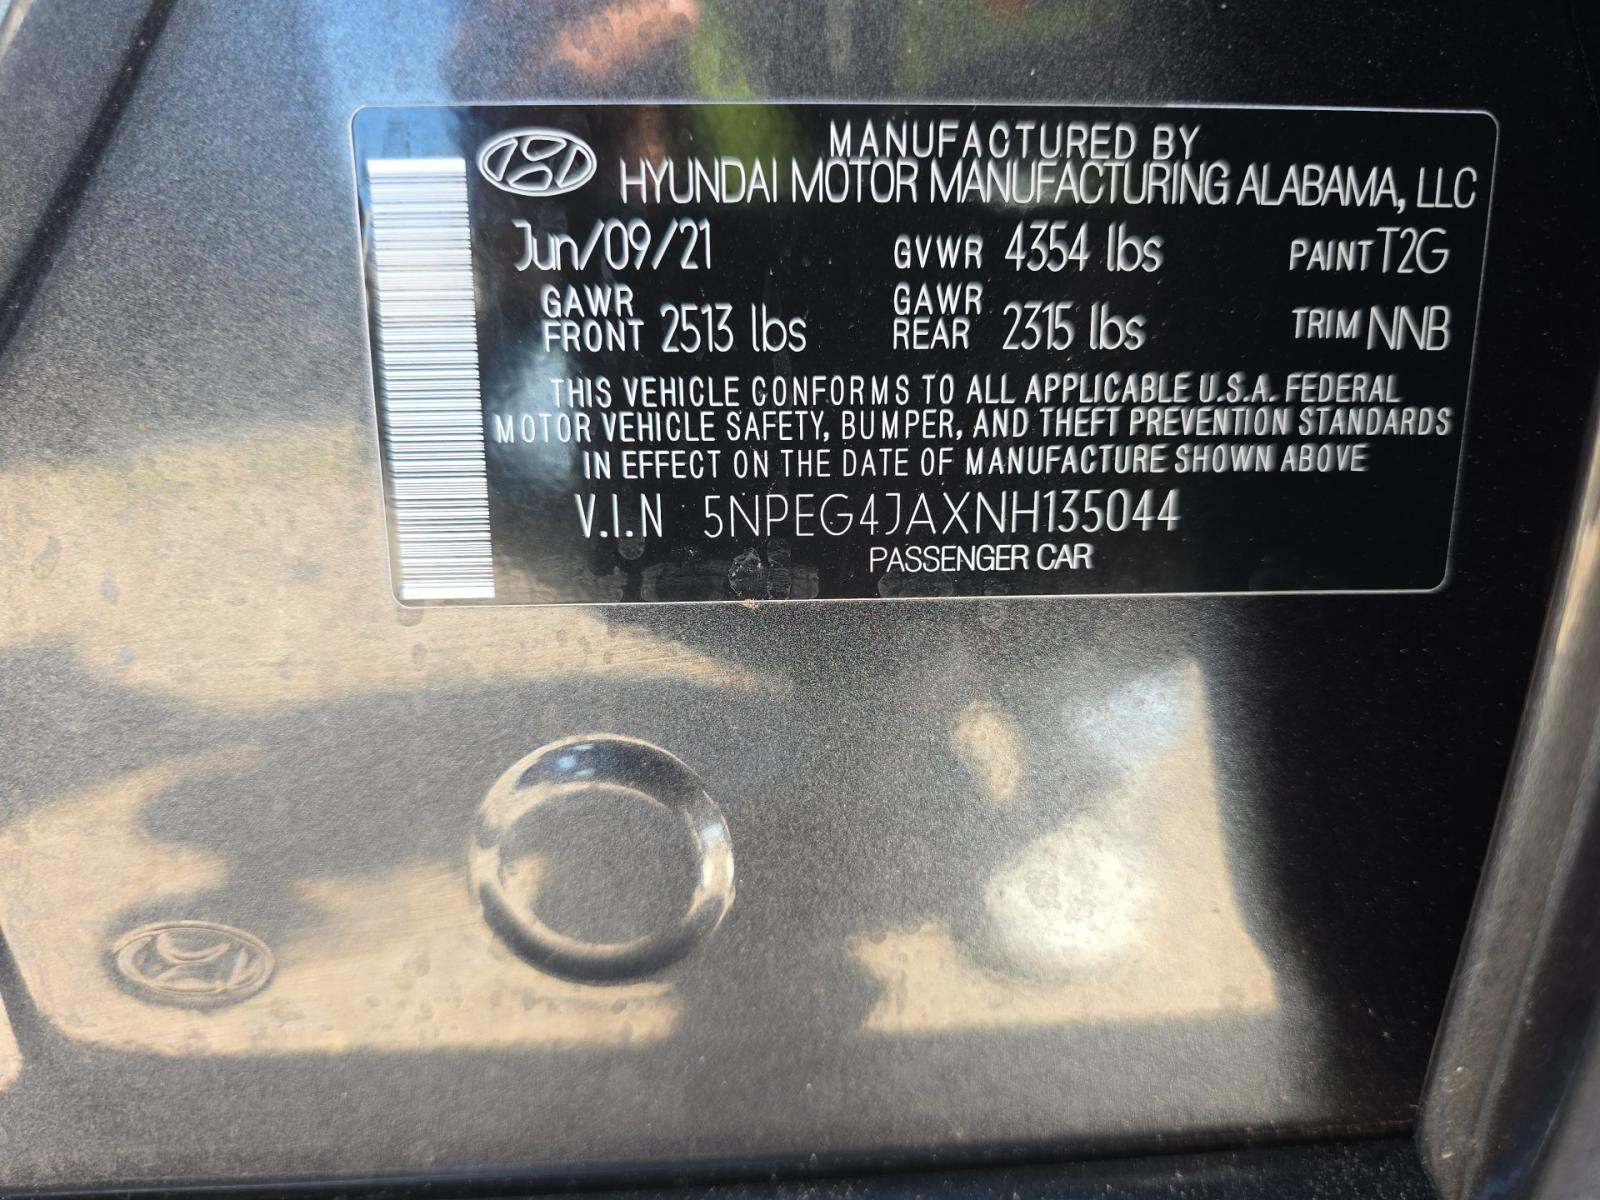 MANUFACTURED BY
HYUNDAI MOTOR MANUFACTURING ALABAMA, LLC
Jun/09/21 GVWR 4354 lbs PAINT T2G
GAWR FRONT 2513 lbs GAWR REAR 2315 lbs TRIM NNB
THIS VEHICLE CONFORMS TO ALL APPLICABLE U.S.A. FEDERAL
MOTOR VEHICLE SAFETY, BUMPER, AND THEFT PREVENTION STANDARDS
IN EFFECT ON THE DATE OF MANUFACTURE SHOWN ABOVE
V.I.N 5NPEG4JAXNH135044
PASSENGER CAR